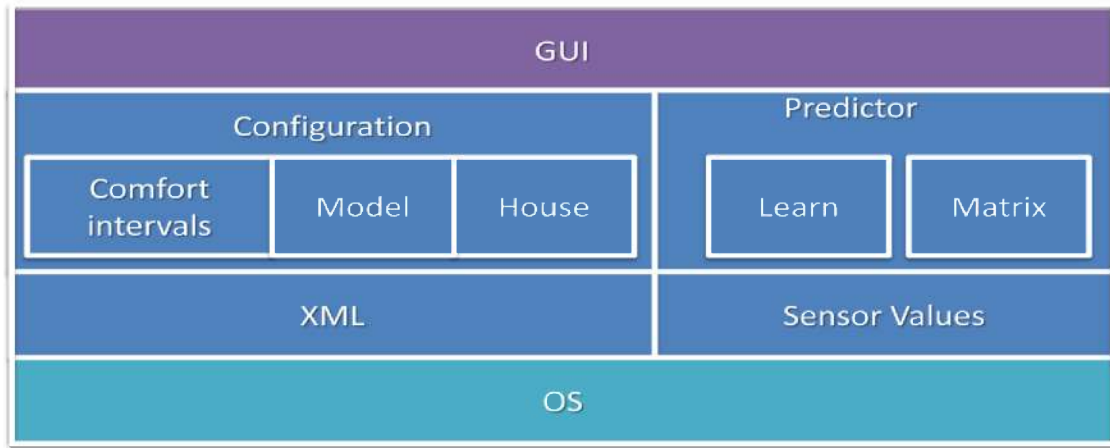 GUI
Configuration
Predictor
Comfort
intervals
Model
House
Learn
Matrix
XML
Sensor Values
OS